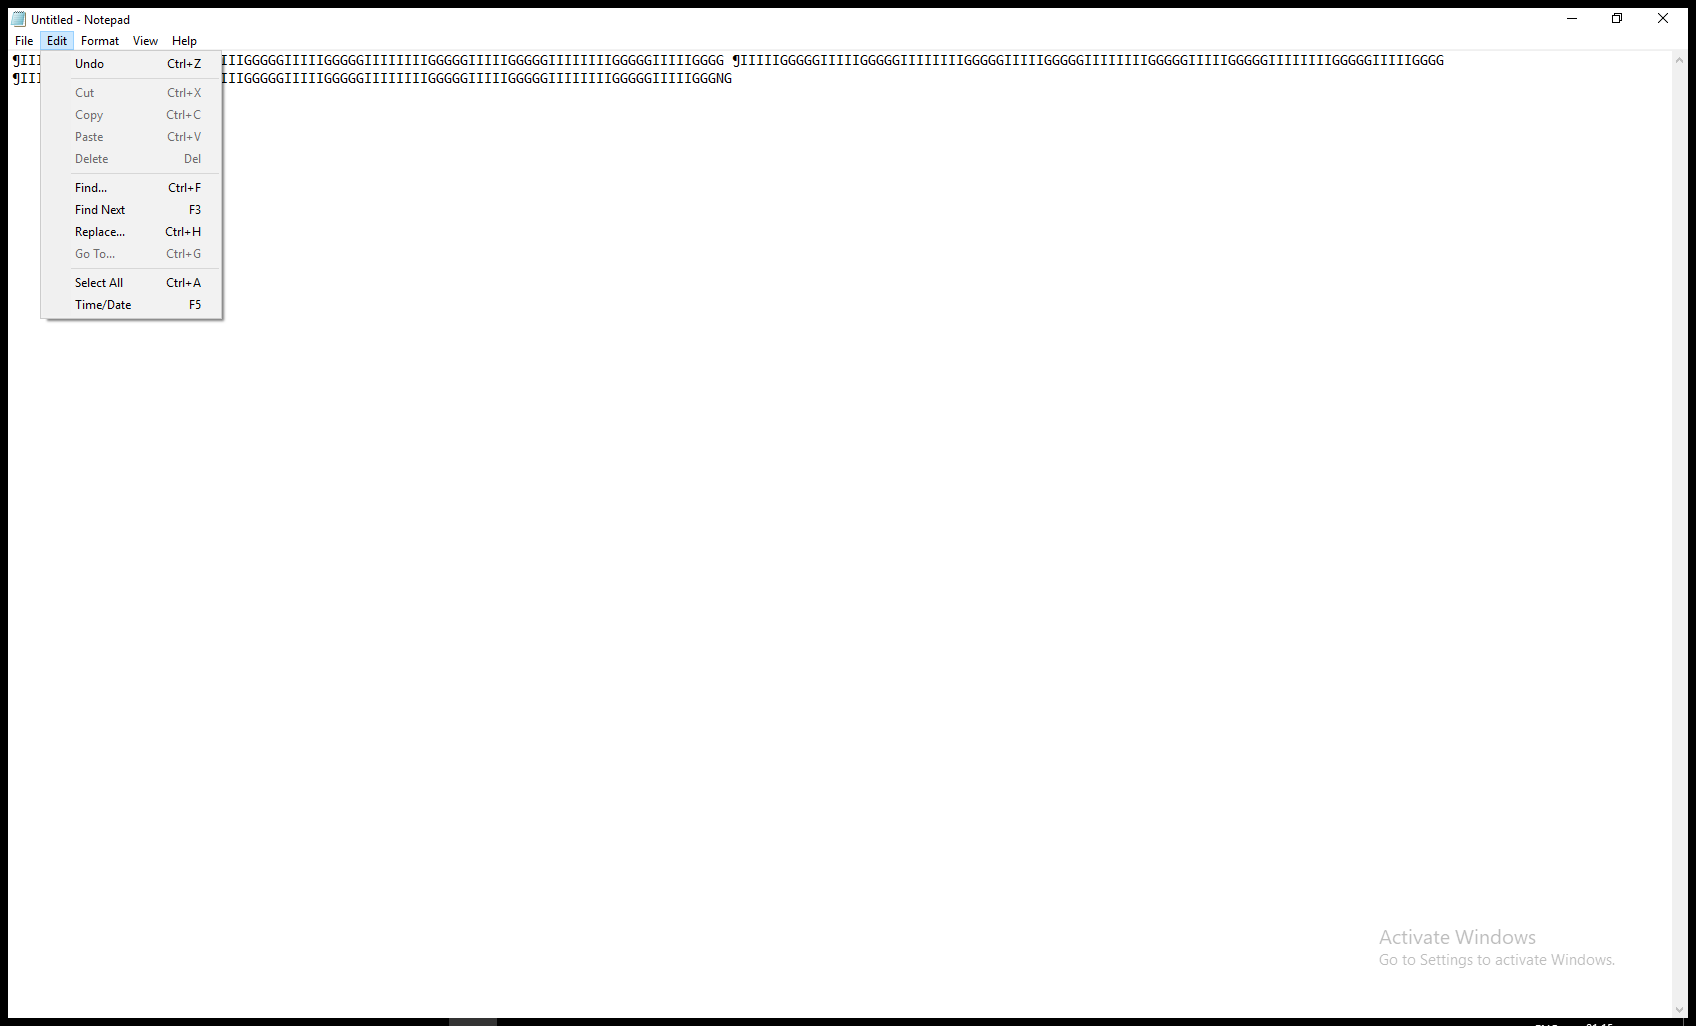 Untitled - Notepad
File Edit Format View Help
¶III IIIGGGGGIIIIIGGGGGIIIIIIIIGGGGGIIIIIGGGGGIIIIIIIIGGGGGIIIIIGGGG ¶IIIIIGGGGGIIIIIGGGGGIIIIIIIIGGGGGIIIIIGGGGGIIIIIIIIGGGGGIIIIIGGGGGIIIIIIIIGGGGGIIIIIGGGG
¶III IIIGGGGGIIIIIGGGGGIIIIIIIIGGGGGIIIIIGGGGGIIIIIIIIGGGGGIIIIIGGGNG
Undo Ctrl+Z
Cut Ctrl+X
Copy Ctrl+C
Paste Ctrl+V
Delete Del
Find... Ctrl+F
Find Next F3
Replace... Ctrl+H
Go To... Ctrl+G
Select All Ctrl+A
Time/Date F5
Activate Windows
Go to Settings to activate Windows.